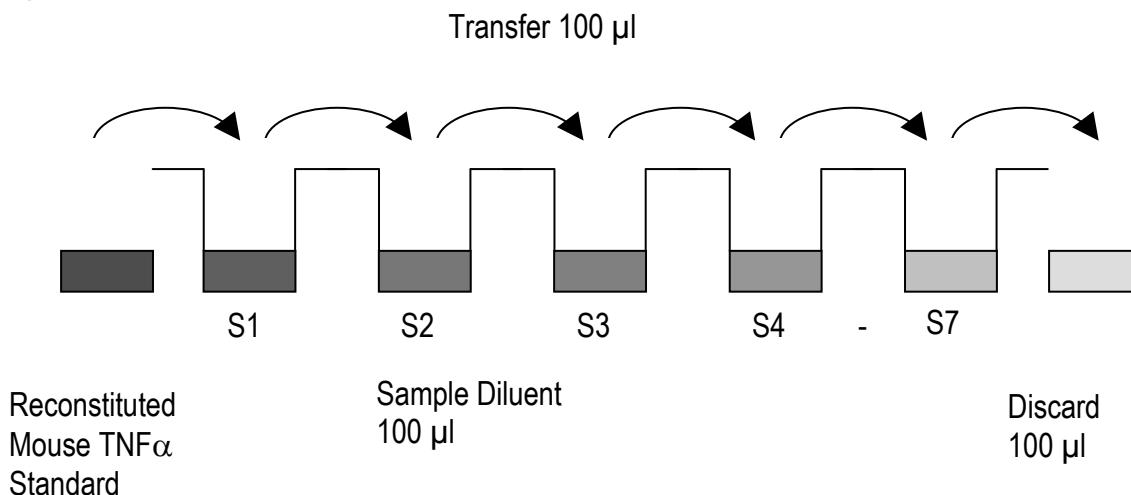 Transfer 100 µl
S1 S2 S3 S4 - S7
Reconstituted
Mouse TNFα
Standard
Sample Diluent
100 µl
Discard
100 µl